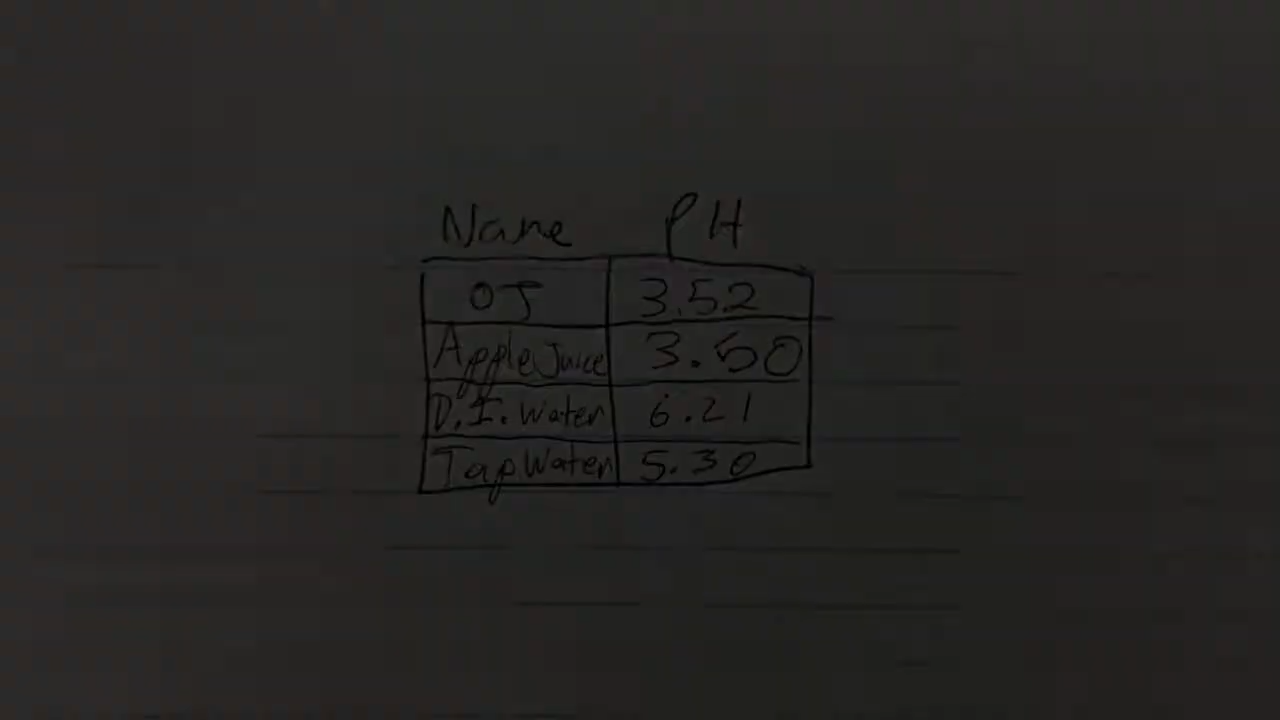 Name PH
OJ 3.52
Apple Juice 3.50
D.I. Water 6.21
Tap Water 5.30